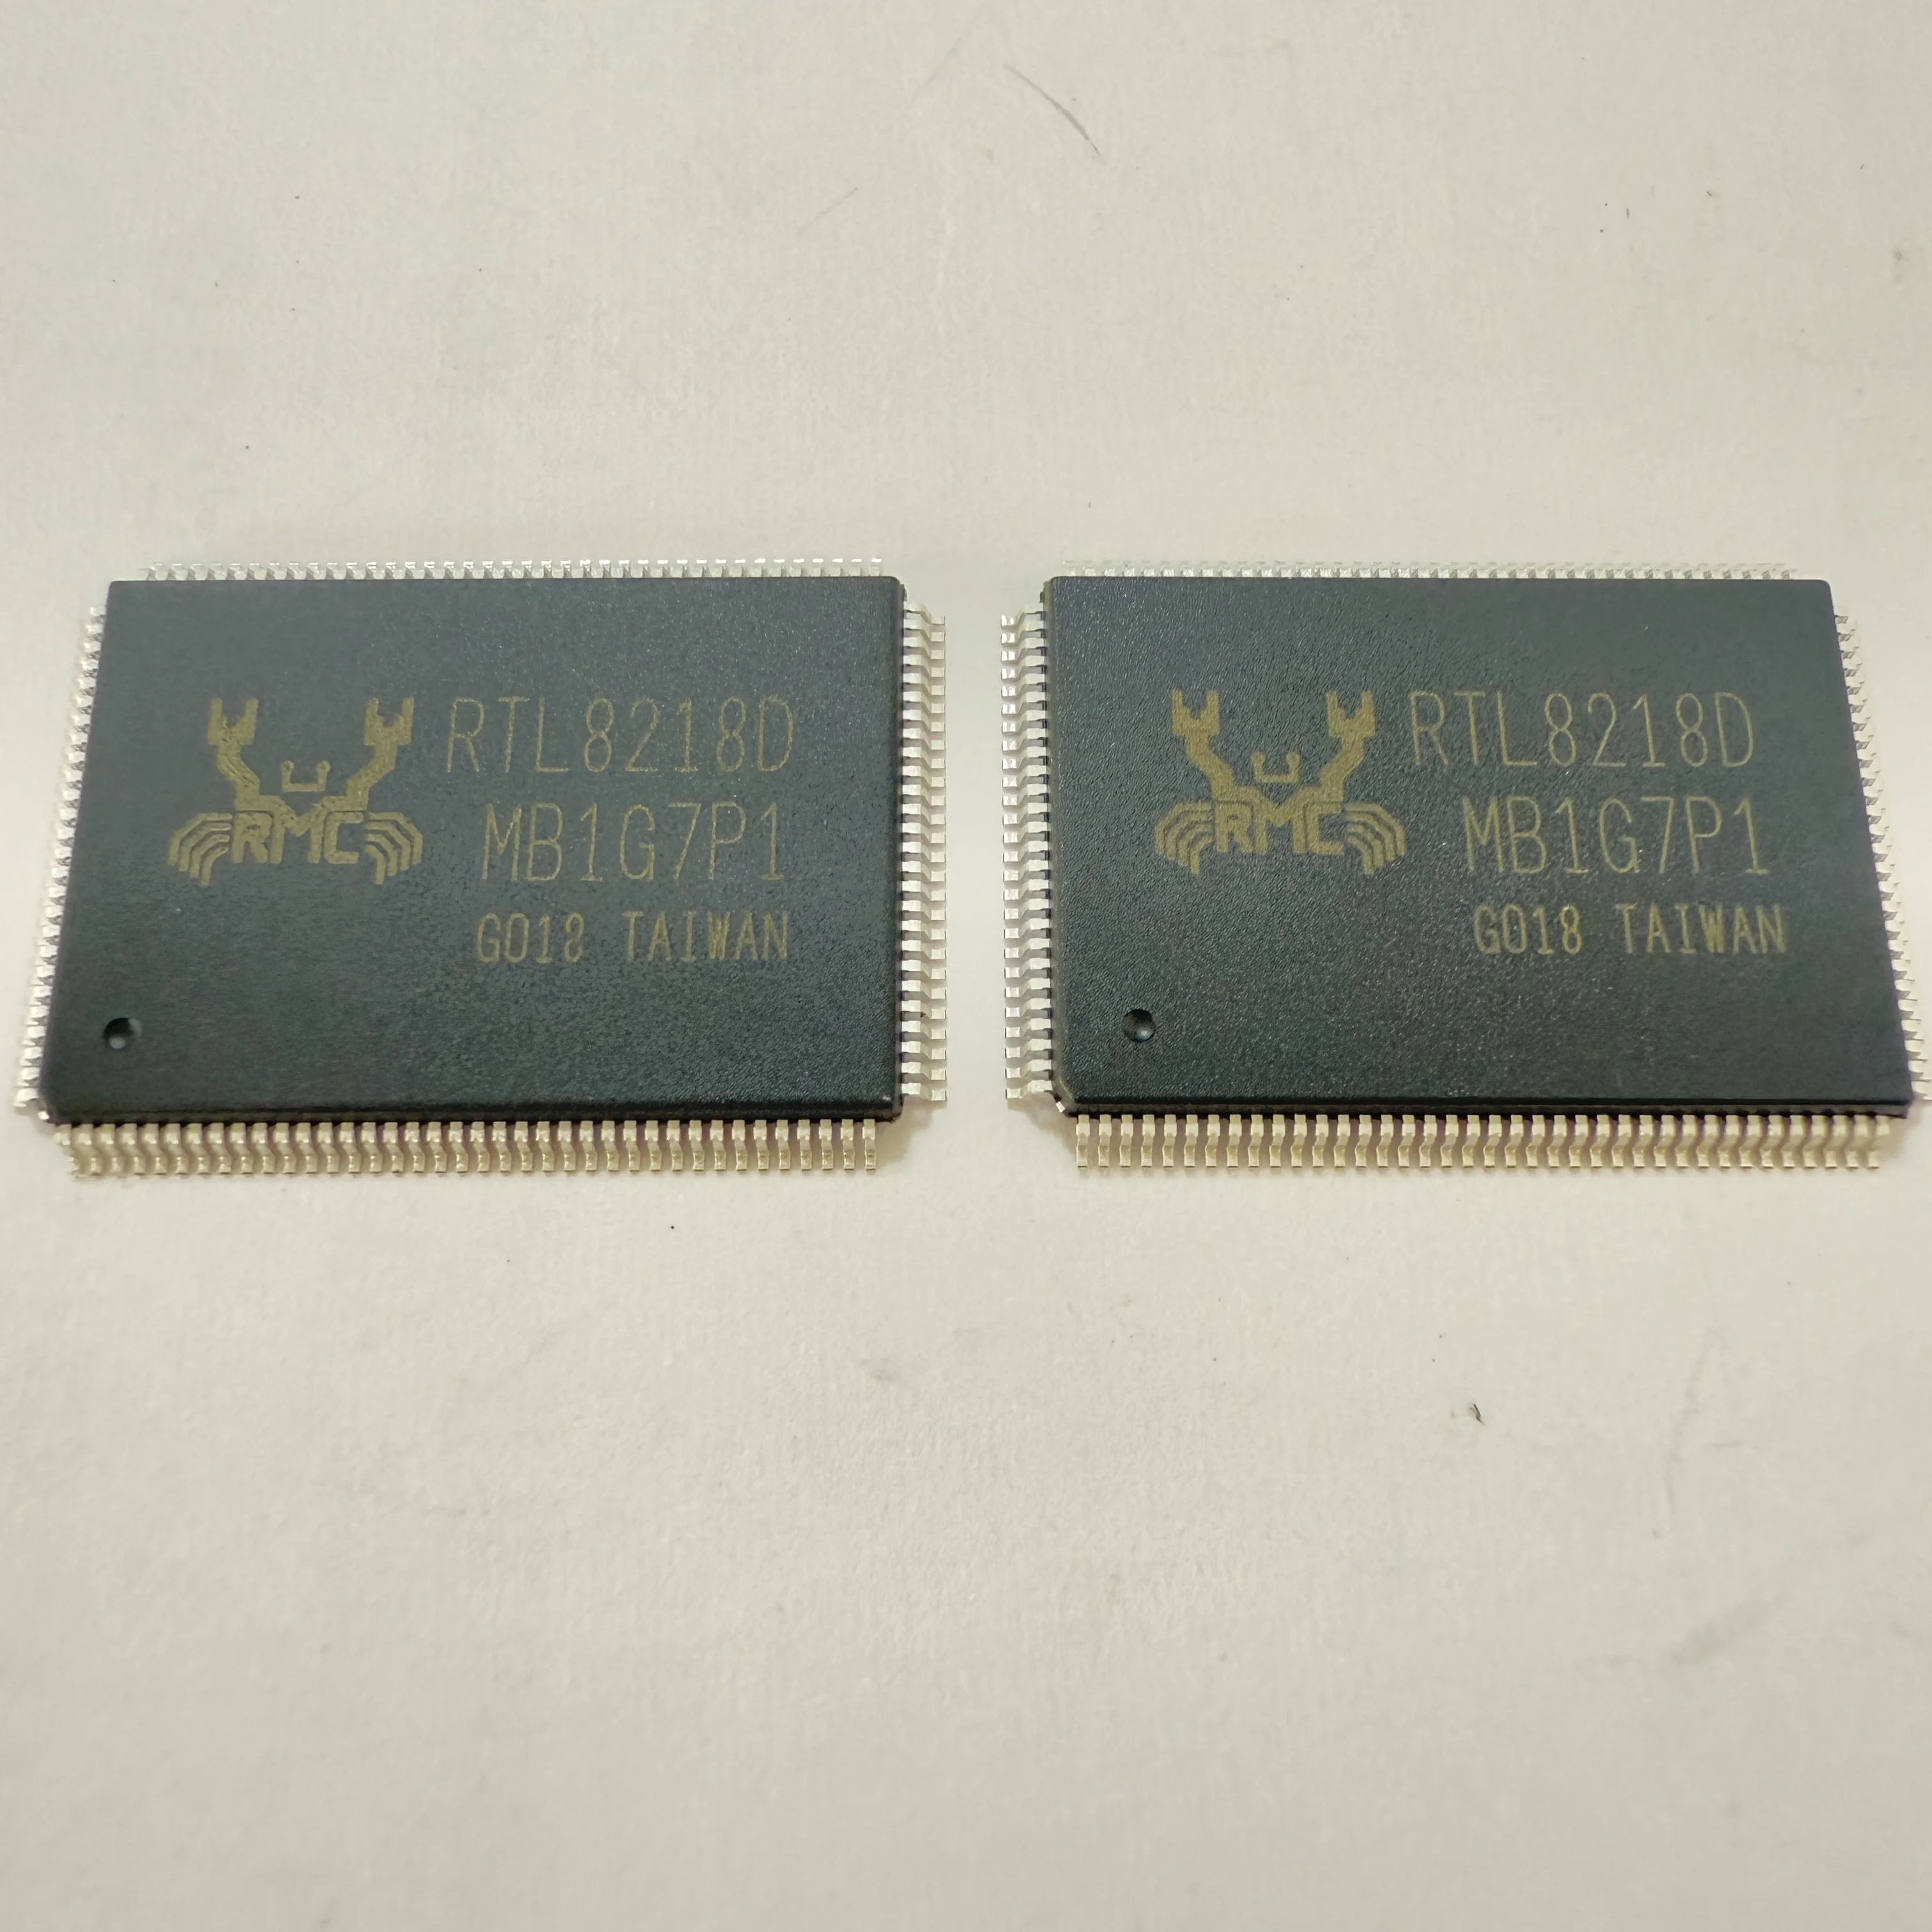 RTL8218D
MB1G7P1
G018 TAIWAN
RMC
RTL8218D
MB1G7P1
G018 TAIWAN
RMC